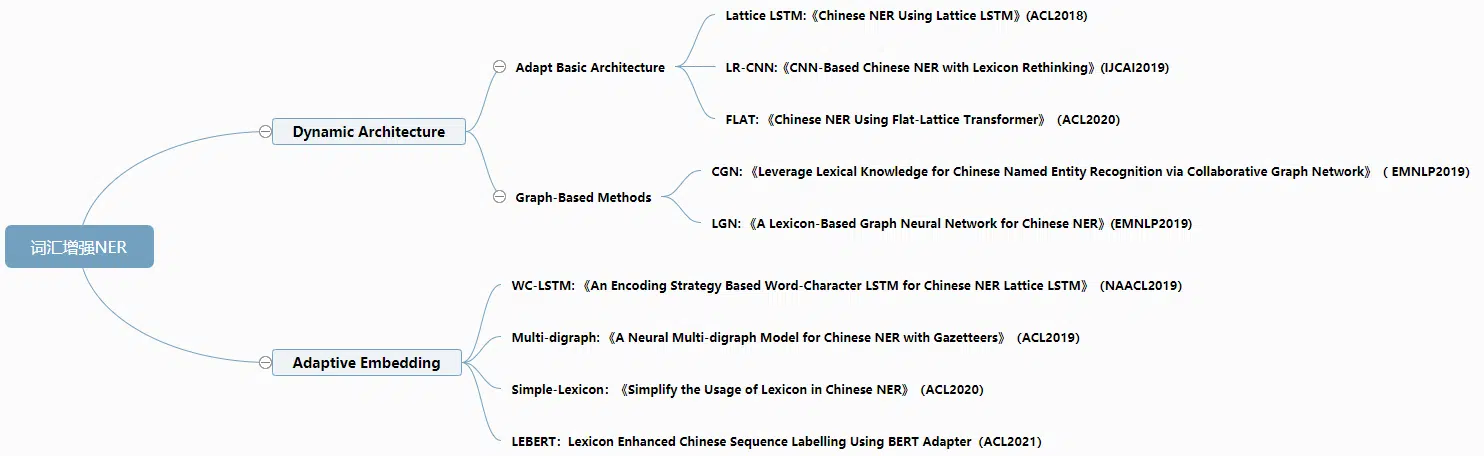 Lattice LSTM:《Chinese NER Using Lattice LSTM》(ACL2018)
Adapt Basic Architecture
LR-CNN:《CNN-Based Chinese NER with Lexicon Rethinking》(IJCAI2019)
FLAT: 《Chinese NER Using Flat-Lattice Transformer》 (ACL2020)
Dynamic Architecture
CGN: 《Leverage Lexical Knowledge for Chinese Named Entity Recognition via Collaborative Graph Network》 ( EMNLP2019)
Graph-Based Methods
LGN: 《A Lexicon-Based Graph Neural Network for Chinese NER》(EMNLP2019)
词汇增强NER
WC-LSTM: 《An Encoding Strategy Based Word-Character LSTM for Chinese NER Lattice LSTM》 (NAACL2019)
Multi-digraph: 《A Neural Multi-digraph Model for Chinese NER with Gazetteers》 (ACL2019)
Adaptive Embedding
Simple-Lexicon: 《Simplify the Usage of Lexicon in Chinese NER》 (ACL2020)
LEBERT: Lexicon Enhanced Chinese Sequence Labelling Using BERT Adapter (ACL2021)